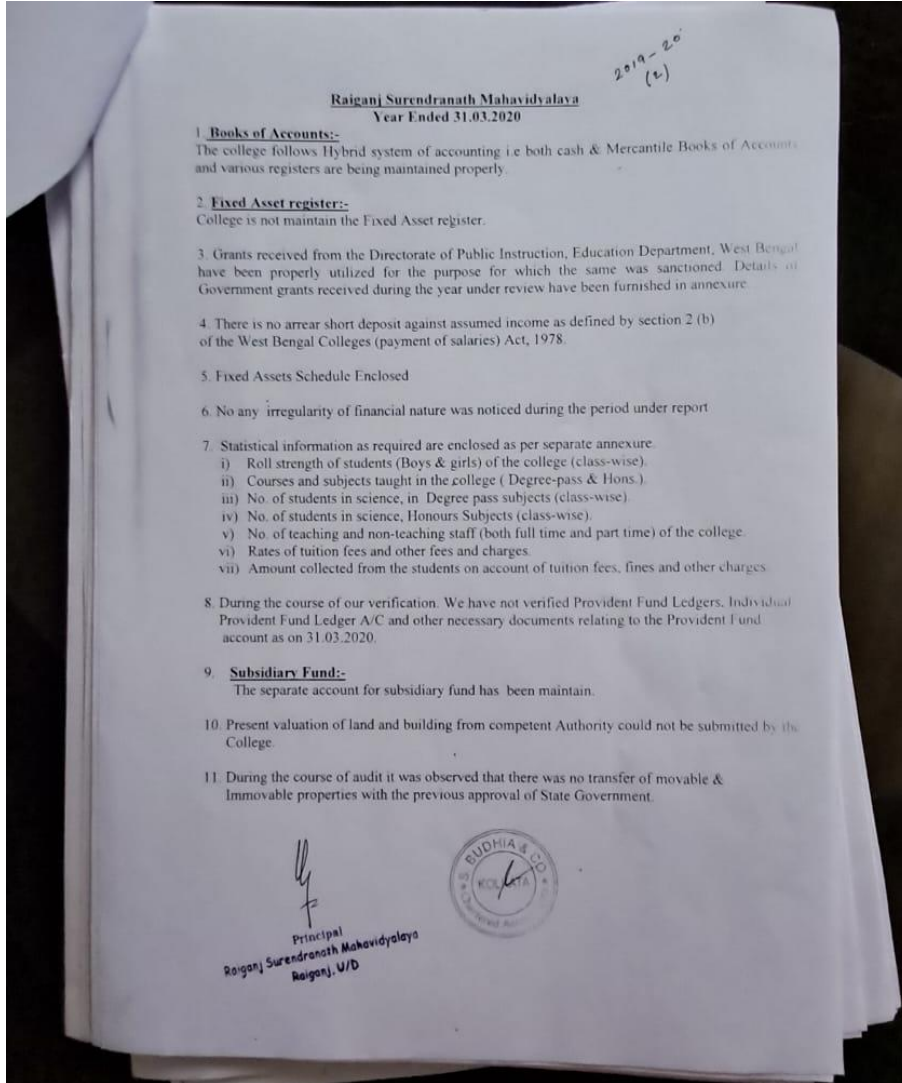 2019-20
(2)
Raiganj Surendranath Mahavidyalaya
Year Ended 31.03.2020
1. Books of Accounts:-
The college follows Hybrid system of accounting i.e both cash & Mercantile Books of Accounts
and various registers are being maintained properly.
2. Fixed Asset register:-
College is not maintain the Fixed Asset register.
3. Grants received from the Directorate of Public Instruction, Education Department, West Bengal
have been properly utilized for the purpose for which the same was sanctioned. Details of
Government grants received during the year under review have been furnished in annexure
4. There is no arrear short deposit against assumed income as defined by section 2 (b)
of the West Bengal Colleges (payment of salaries) Act, 1978.
5. Fixed Assets Schedule Enclosed
6. No any irregularity of financial nature was noticed during the period under report
7. Statistical information as required are enclosed as per separate annexure.
i) Roll strength of students (Boys & girls) of the college (class-wise).
ii) Courses and subjects taught in the college ( Degree-pass & Hons.).
iii) No. of students in science, in Degree pass subjects (class-wise).
iv) No. of students in science, Honours Subjects (class-wise).
v) No. of teaching and non-teaching staff (both full time and part time) of the college.
vi) Rates of tuition fees and other fees and charges.
vii) Amount collected from the students on account of tuition fees, fines and other charges
8. During the course of our verification. We have not verified Provident Fund Ledgers, Individual
Provident Fund Ledger A/C and other necessary documents relating to the Provident Fund
account as on 31.03.2020.
9. Subsidiary Fund:-
The separate account for subsidiary fund has been maintain.
10. Present valuation of land and building from competent Authority could not be submitted by the
College.
11. During the course of audit it was observed that there was no transfer of movable &
Immovable properties with the previous approval of State Government.
S. BUDHIA & CO.
KOLKATA
Chartered
Principal
Raiganj Surendranath Mahavidyalaya
Raiganj, U/D